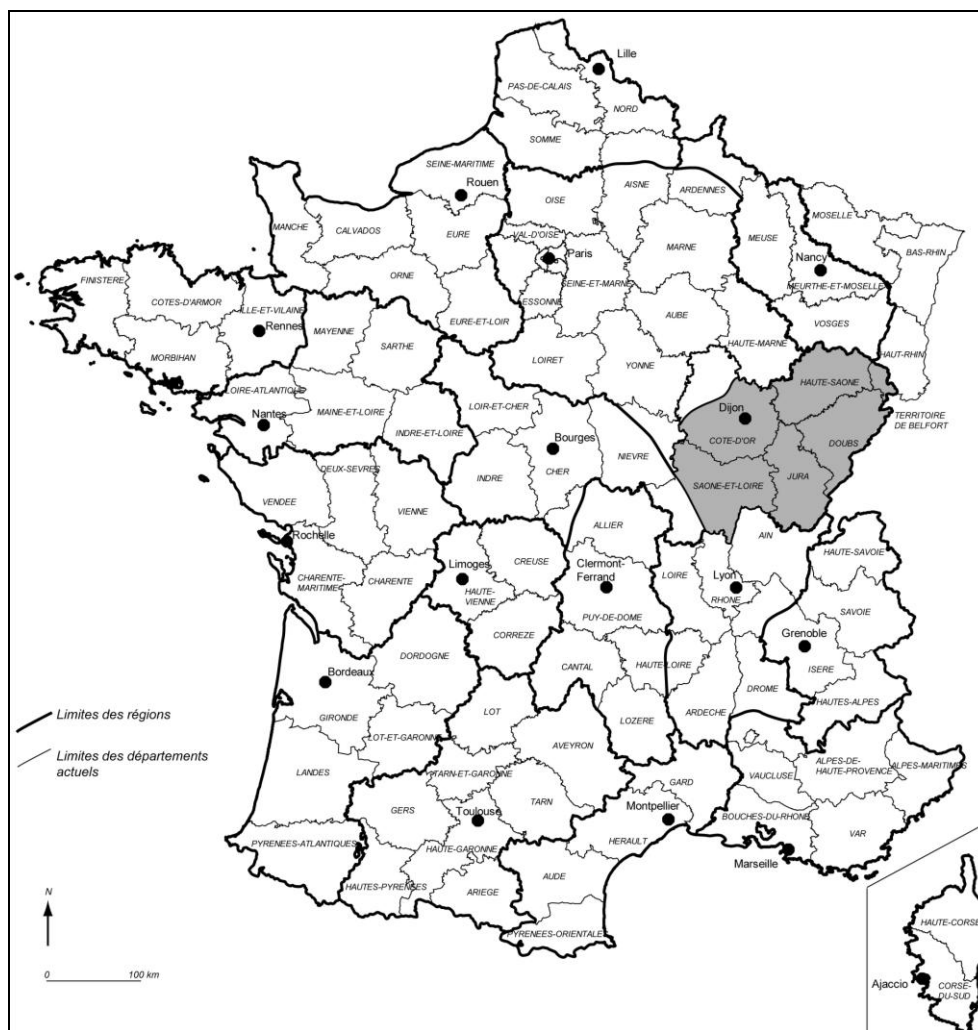 Lille
PAS-DE-CALAIS
NORD
SOMME
SEINE-MARITIME
Rouen
AISNE
ARDENNES
OISE
MOSELLE
MANCHE
CALVADOS
EURE
VAL-D'OISE
MARNE
MEUSE
BAS-RHIN
Paris
Nancy
FINISTERE
ORNE
SEINE-ET-MARNE
MEURTHE-ET-MOSELLE
COTES-D'ARMOR
ILLE-ET-VILAINE
ESSONNE
AUBE
Rennes
MAYENNE
EURE-ET-LOIR
VOSGES
MORBIHAN
SARTHE
LOIRET
YONNE
HAUTE-MARNE
HAUT-RHIN
LOIRE-ATLANTIQUE
HAUTE-SAONE
Nantes
MAINE-ET-LOIRE
LOIR-ET-CHER
Dijon
TERRITOIRE
DE BELFORT
INDRE-ET-LOIRE
Bourges
COTE-D'OR
DOUBS
NIEVRE
DEUX-SEVRES
INDRE
CHER
SAONE-ET-LOIRE
JURA
VENDEE
VIENNE
ALLIER
Rochelle
AIN
HAUTE-SAVOIE
Limoges
CREUSE
Clermont-
Ferrand
LOIRE
Lyon
CHARENTE-
MARITIME
CHARENTE
HAUTE-
VIENNE
RHONE
SAVOIE
PUY-DE-DOME
CORREZE
Grenoble
DORDOGNE
CANTAL
HAUTE-LOIRE
ISERE
Bordeaux
DROME
HAUTES-ALPES
GIRONDE
LOT
LOZERE
ARDECHE
Limites des régions
LOT-ET-GARONNE
AVEYRON
Limites des départements
actuels
LANDES
TARN-ET-GARONNE
GARD
VAUCLUSE
ALPES-DE-
HAUTE-PROVENCE
ALPES-MARITIMES
GERS
Toulouse
TARN
Montpellier
BOUCHES-DU-RHONE
PYRENEES-ATLANTIQUES
HAUTE-GARONNE
HERAULT
VAR
Marseille
HAUTES-PYRENEES
ARIEGE
AUDE
N
PYRENEES-ORIENTALES
HAUTE-CORSE
0 100 km
Ajaccio
CORSE-
DU-SUD